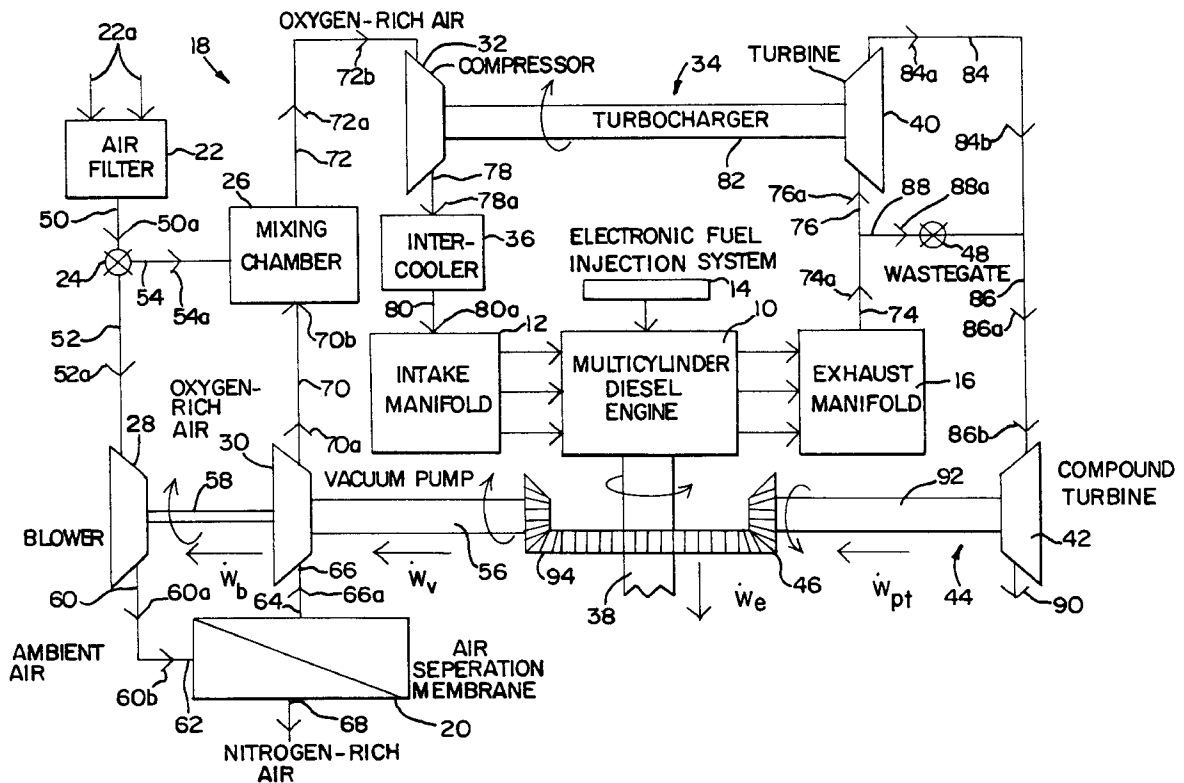 OXYGEN-RICH AIR
22a
18
32
COMPRESSOR
72b
34
TURBINE
84a
84
AIR
FILTER
22
72a
72
TURBOCHARGER
82
40
84b
50
50a
26
MIXING
CHAMBER
78
78a
INTER-
COOLER
36
76a
76
88
88a
48
WASTEGATE
24
54
54a
ELECTRONIC FUEL
INJECTION SYSTEM
14
74a
74
86
86a
52
52a
70b
80
80a
12
10
INTAKE
MANIFOLD
MULTICYLINDER
DIESEL
ENGINE
EXHAUST
MANIFOLD
16
OXYGEN-
RICH
AIR
70
70a
86b
28
30
58
VACUUM PUMP
92
COMPOUND
TURBINE
BLOWER
56
94
46
42
Ẇb
Ẇv
Ẇe
Ẇpt
44
90
38
60
60a
66
66a
64
AMBIENT
AIR
60b
62
AIR
SEPERATION
MEMBRANE
68
20
NITROGEN-RICH
AIR